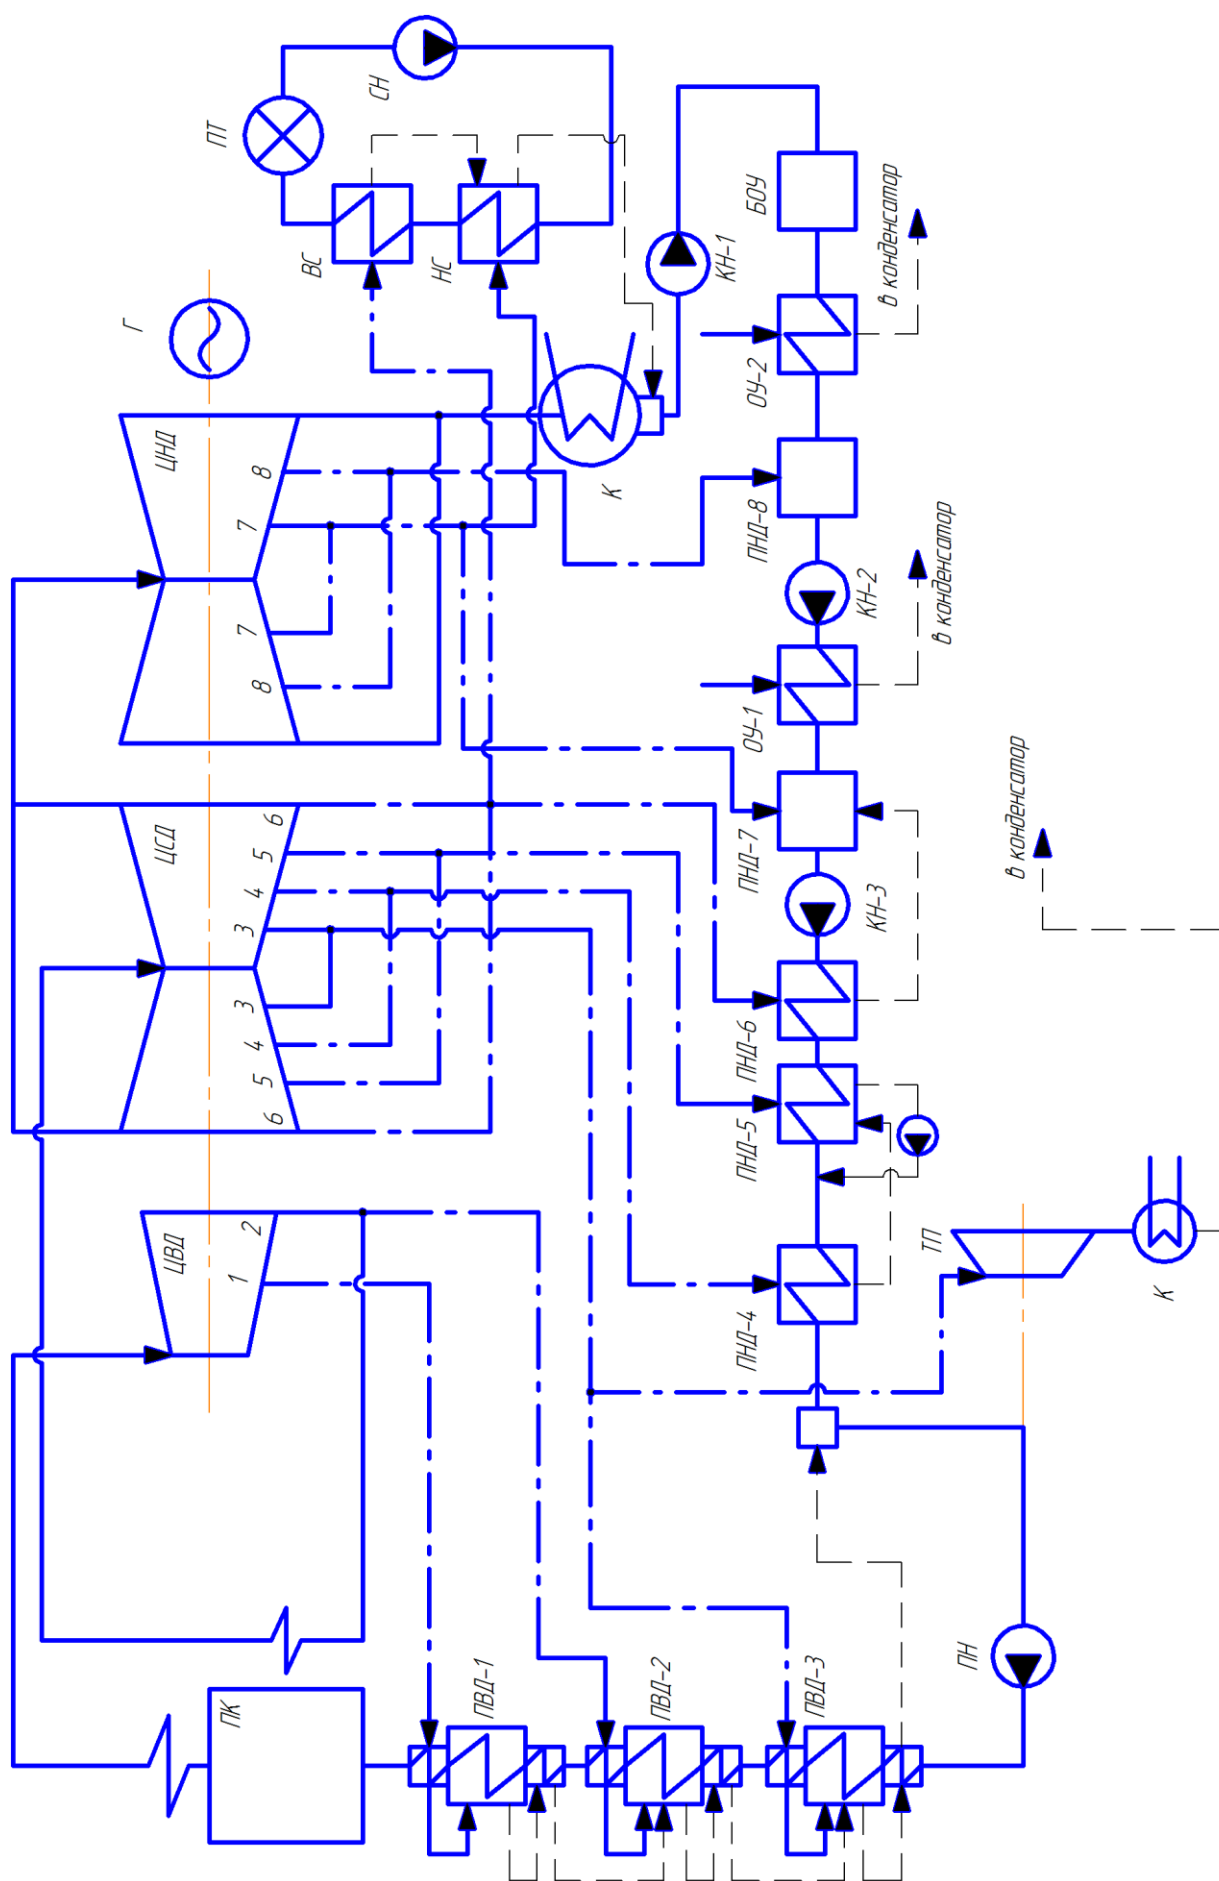 ПК
ЦВД
1
2
ЦСД
6
5
4
3
3
4
5
6
ЦНД
8
7
7
8
Г
ПТ
СН
ВС
НС
К
КН-1
БОУ
ОУ-2
в конденсатор
ПНД-8
КН-2
ОУ-1
в конденсатор
ПНД-7
КН-3
ПНД-6
ПНД-5
ПНД-4
в конденсатор
ТП
К
ПН
ПВД-1
ПВД-2
ПВД-3